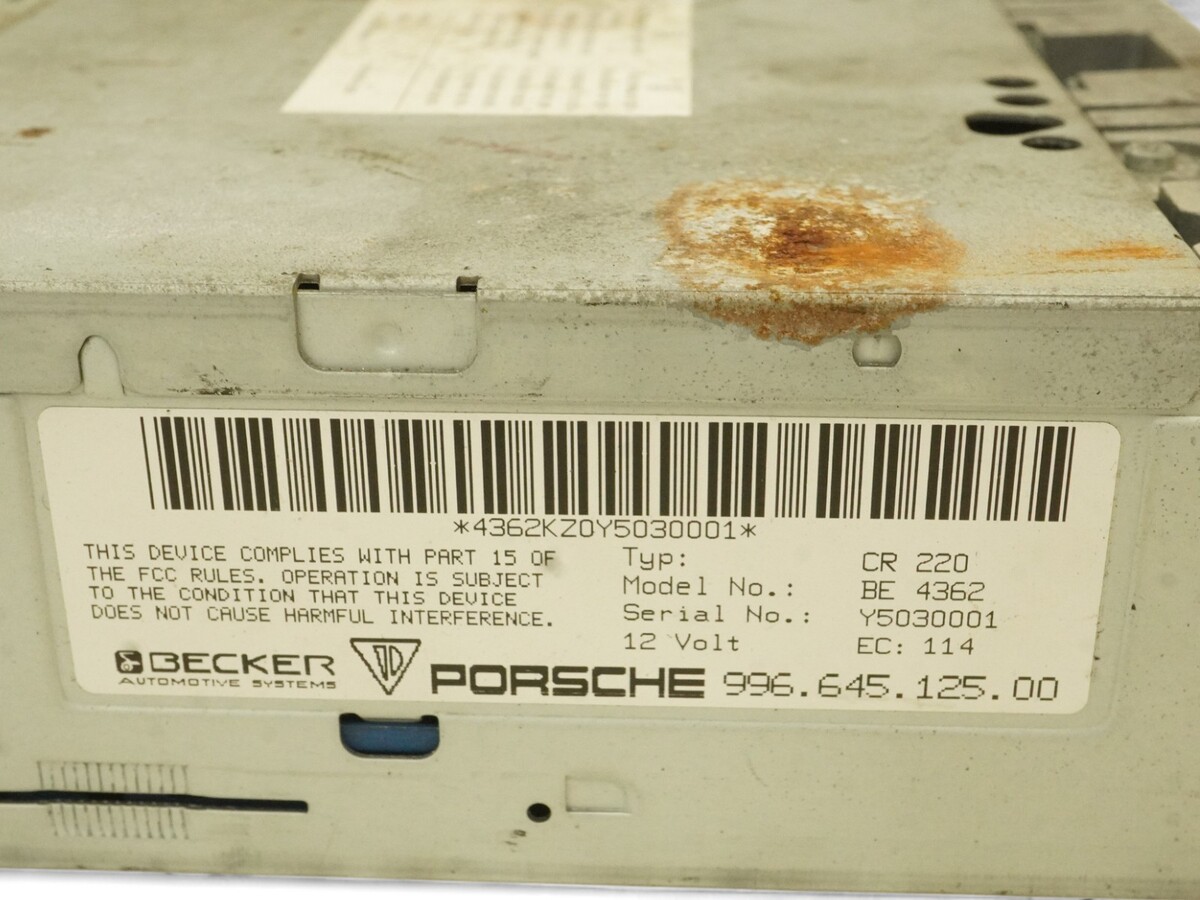 *4362KZ0Y5030001*
THIS DEVICE COMPLIES WITH PART 15 OF
THE FCC RULES. OPERATION IS SUBJECT
TO THE CONDITION THAT THIS DEVICE
DOES NOT CAUSE HARMFUL INTERFERENCE.
Typ: CR 220
Model No.: BE 4362
Serial No.: Y5030001
12 Volt EC: 114
BECKER
AUTOMOTIVE SYSTEMS
PORSCHE 996.645.125.00